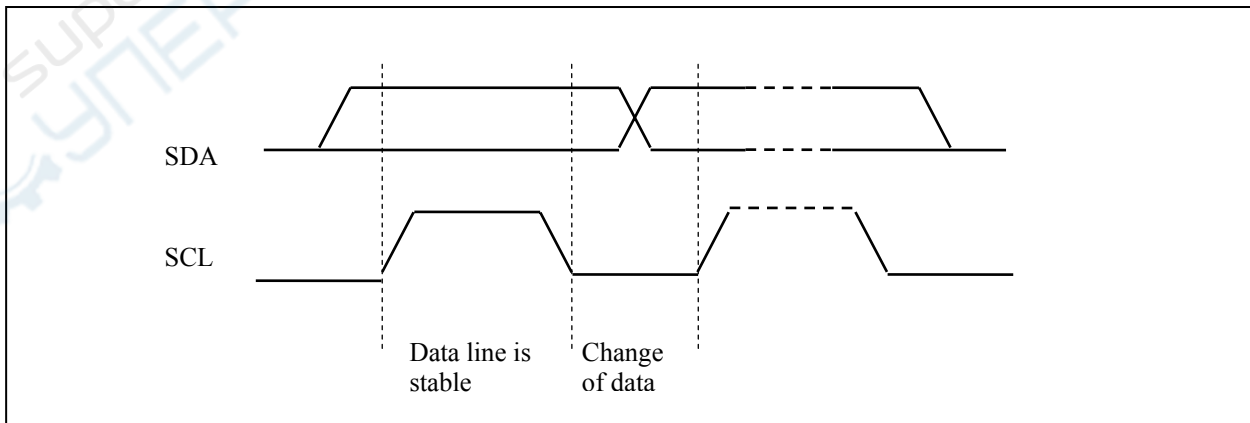 SDA
SCL
Data line is
stable
Change
of data